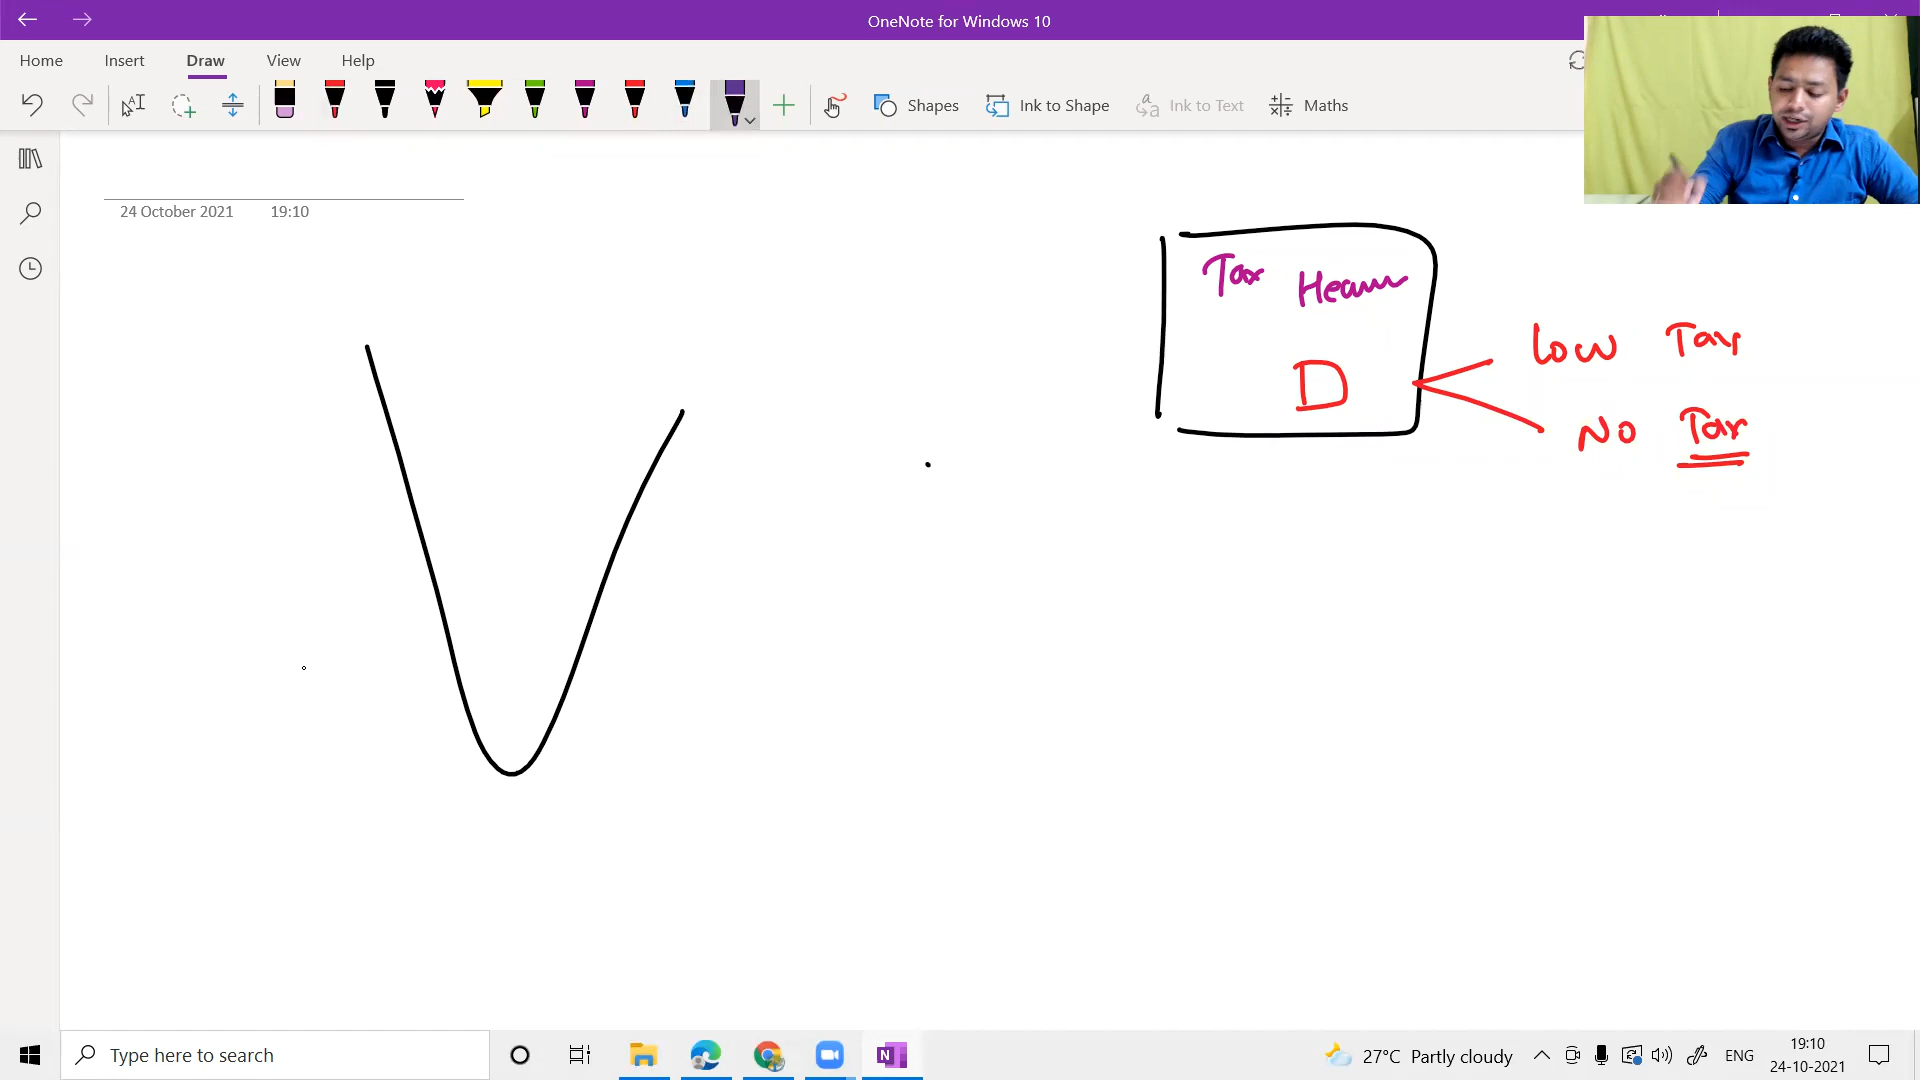 OneNote for Windows 10
Home Insert Draw View Help
Shapes Ink to Shape Ink to Text Maths
24 October 2021 19:10
Tax
D
Low Tax
No Tax
Type here to search
27°C Partly cloudy
ENG
19:10
24-10-2021